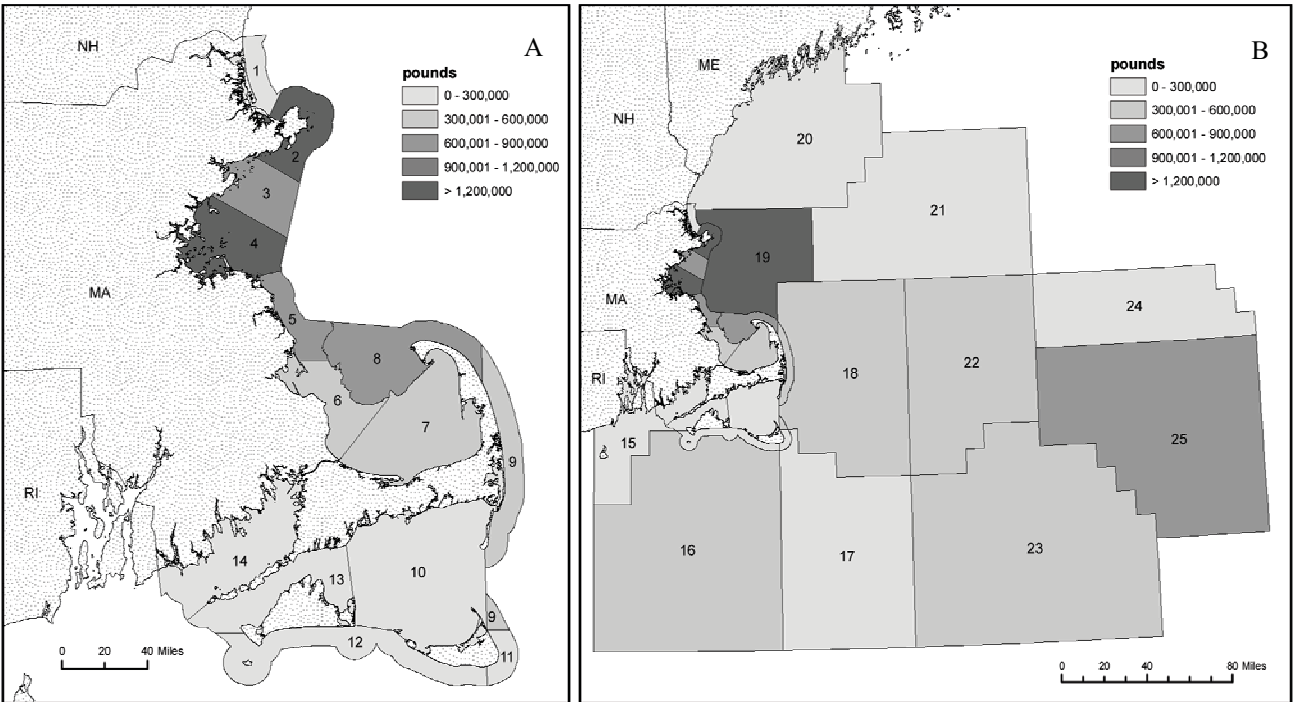 A
NH
1
pounds
0 - 300,000
300,001 - 600,000
600,001 - 900,000
900,001 - 1,200,000
> 1,200,000
2
3
4
MA
5
8
6
7
9
RI
14
13
10
9
12
11
0 20 40 Miles
B
ME
pounds
0 - 300,000
300,001 - 600,000
600,001 - 900,000
900,001 - 1,200,000
> 1,200,000
NH
20
21
19
MA
24
22
18
RI
25
15
16
17
23
0 20 40 80 Miles